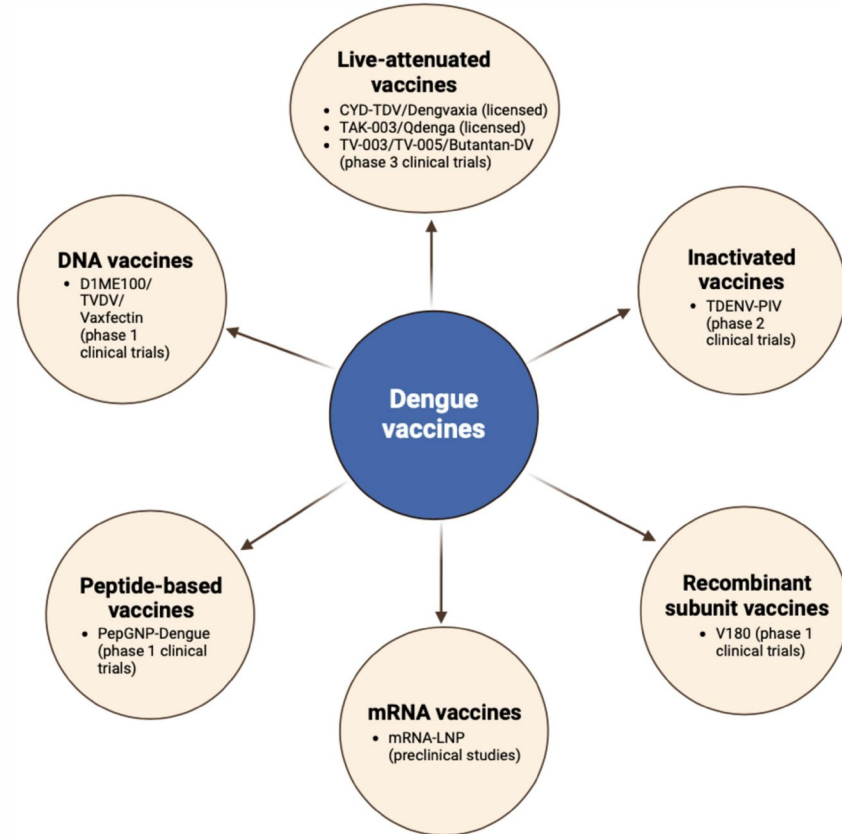 Live-attenuated
vaccines
• CYD-TDV/Dengvaxia (licensed)
• TAK-003/Qdenga (licensed)
• TV-003/TV-005/Butantan-DV
(phase 3 clinical trials)
DNA vaccines
• D1ME100/
TVDV/
Vaxfectin
(phase 1
clinical trials)
Inactivated
vaccines
• TDENV-PIV
(phase 2
clinical trials)
Dengue
vaccines
Peptide-based
vaccines
• PepGNP-Dengue
(phase 1 clinical
trials)
Recombinant
subunit vaccines
• V180 (phase 1
clinical trials)
mRNA vaccines
• mRNA-LNP
(preclinical studies)